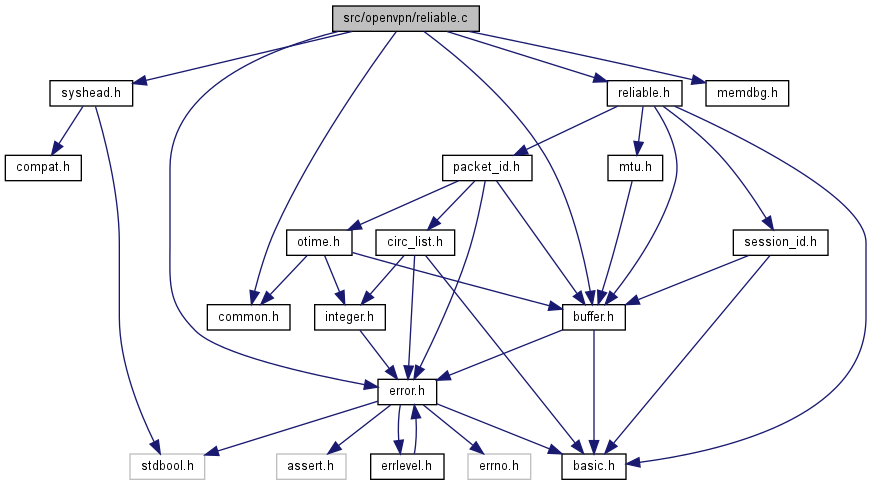 src/openvpn/reliable.c
syshead.h
reliable.h
memdbg.h
compat.h
packet_id.h
mtu.h
otime.h
circ_list.h
session_id.h
common.h
integer.h
buffer.h
error.h
stdbool.h
assert.h
errlevel.h
errno.h
basic.h